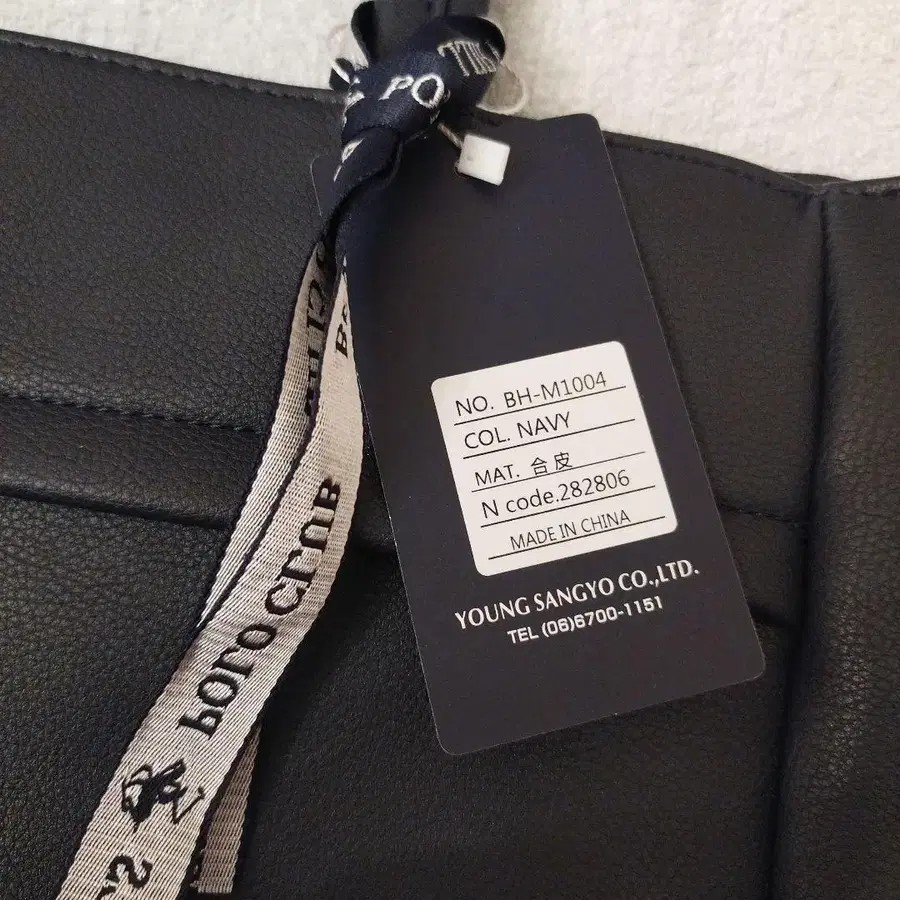 PO
POLO CLUB
NO. BH-M1004
COL. NAVY
MAT. 合皮
N code.282806
MADE IN CHINA
YOUNG SANGYO CO.,LTD.
TEL (06)6700-1151